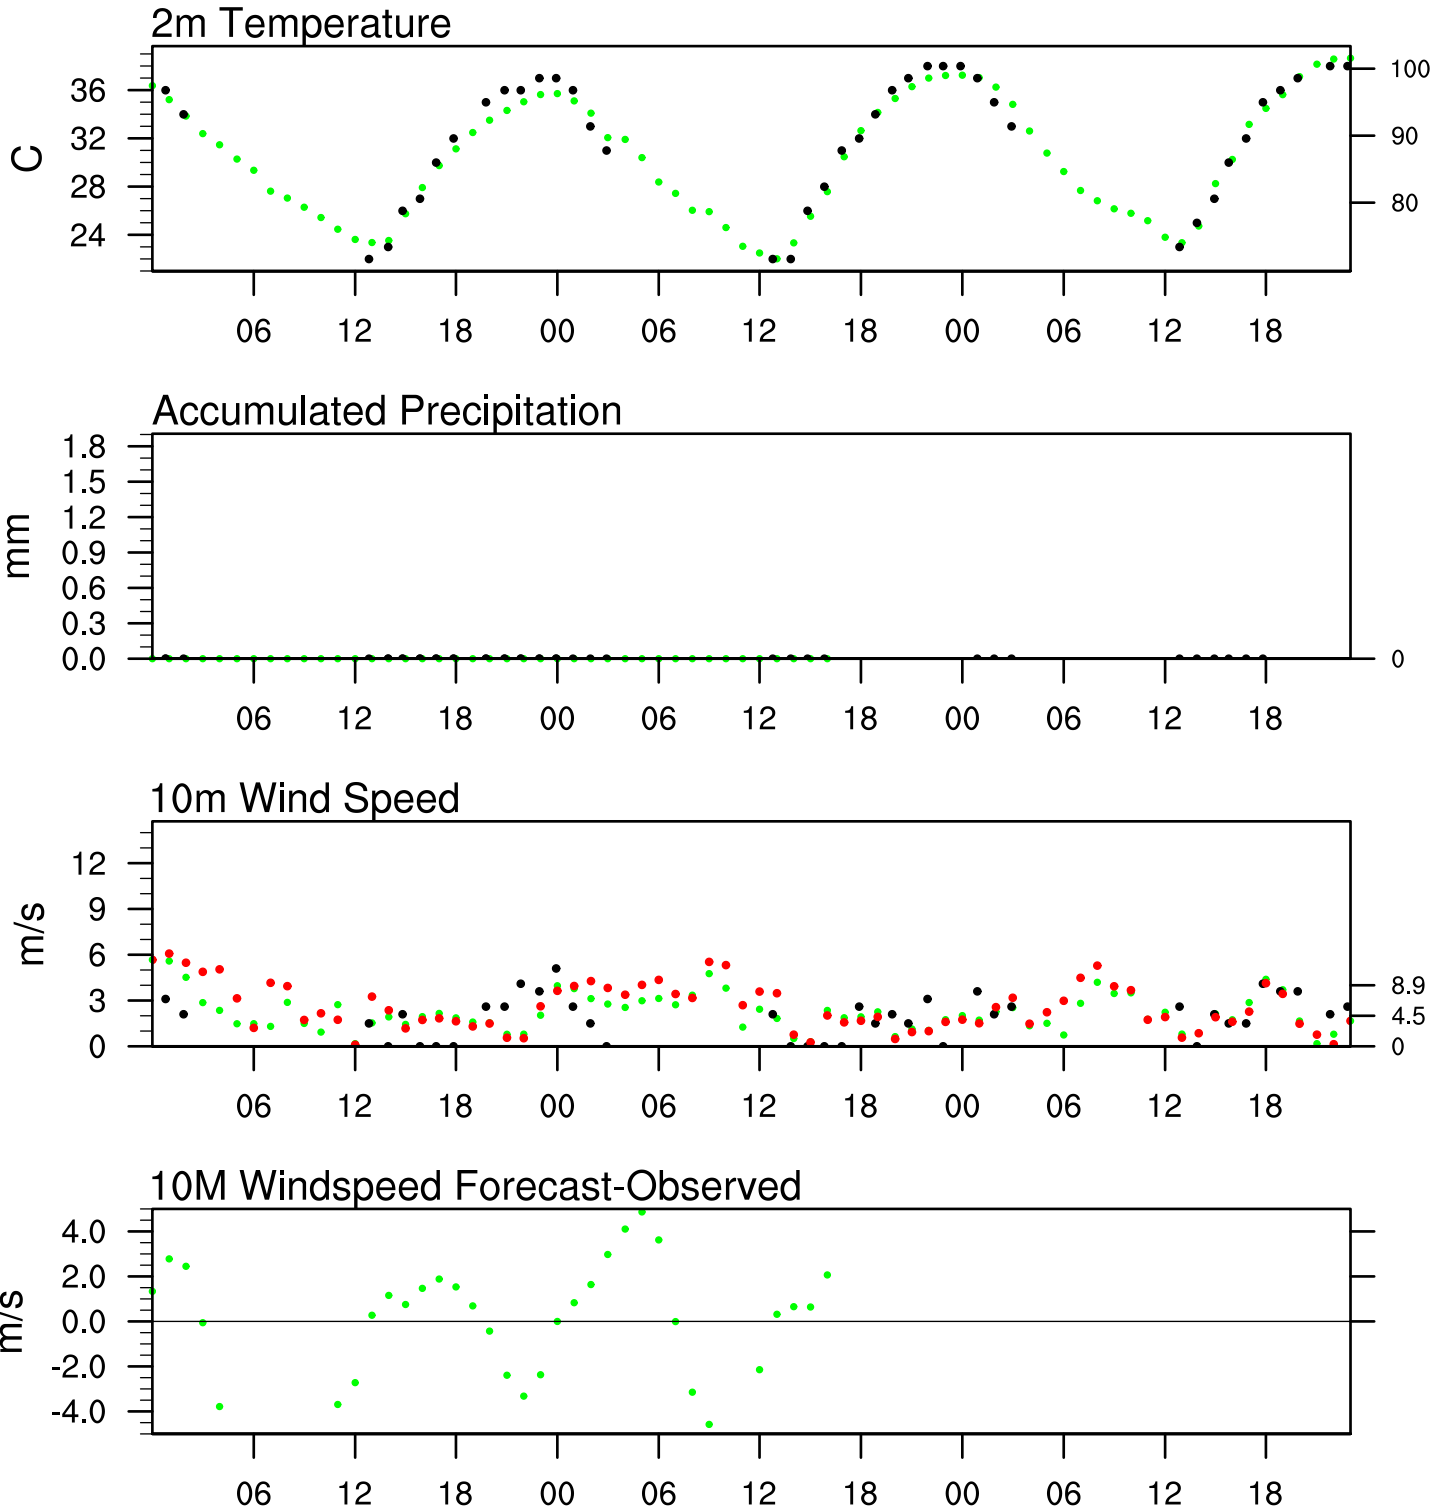 2m Temperature
36
32
28
24
C
100
90
80
06 12 18 00 06 12 18 00 06 12 18
Accumulated Precipitation
1.8
1.5
1.2
0.9
0.6
0.3
0.0
mm
0
06 12 18 00 06 12 18 00 06 12 18
10m Wind Speed
12
9
6
3
0
m/s
8.9
4.5
0
06 12 18 00 06 12 18 00 06 12 18
10M Windspeed Forecast-Observed
4.0
2.0
0.0
-2.0
-4.0
m/s
06 12 18 00 06 12 18 00 06 12 18